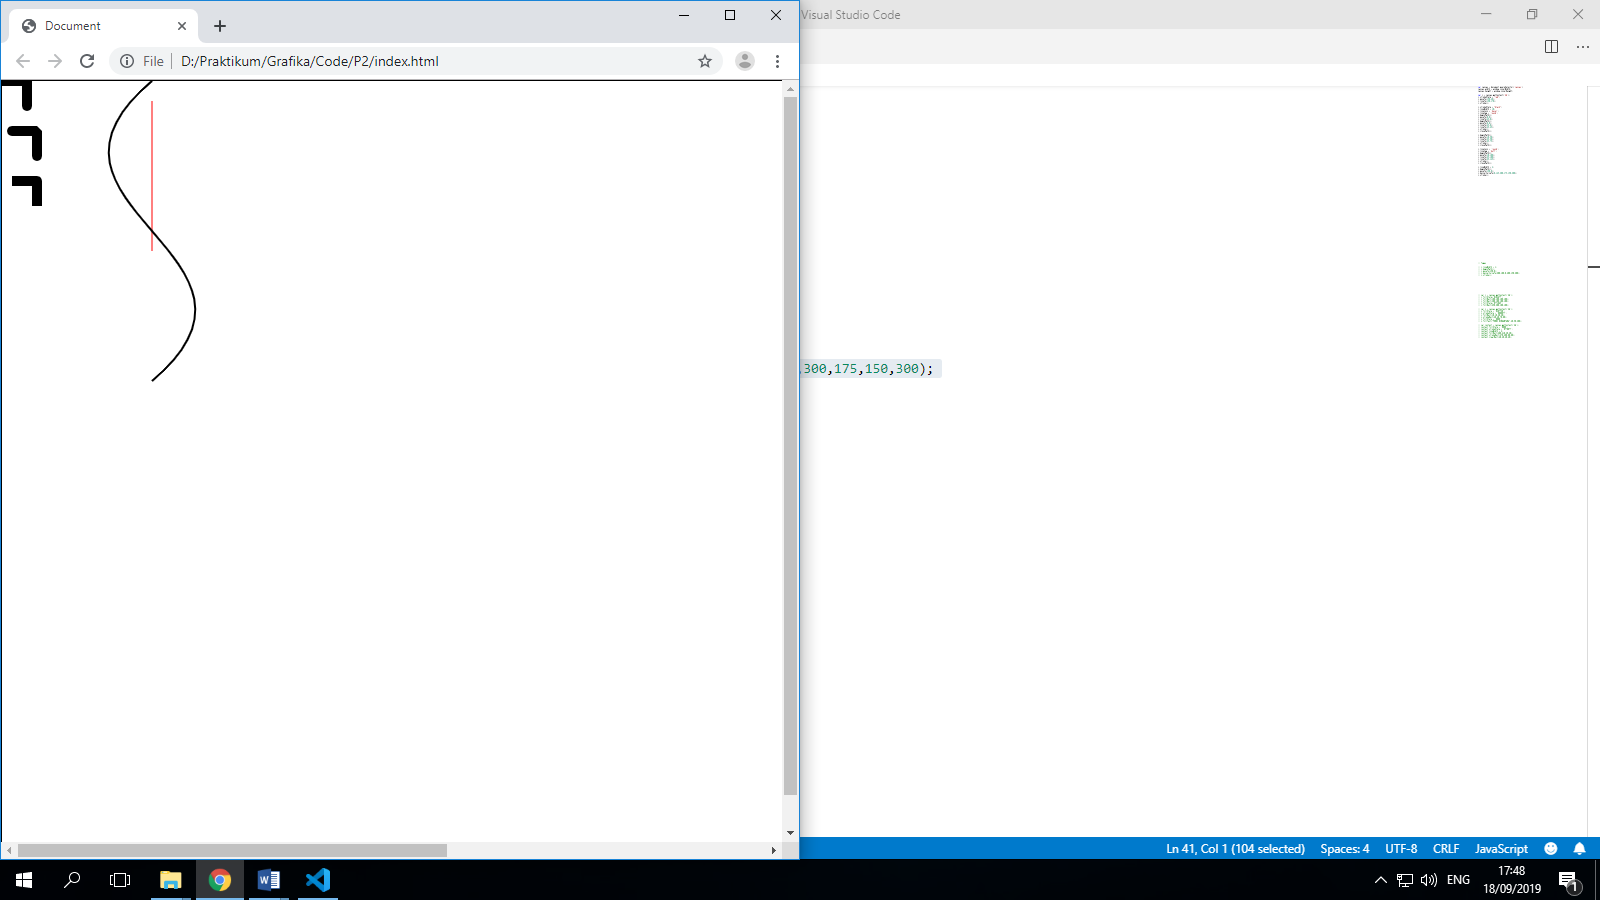 Document
Visual Studio Code
File
D:/Praktikum/Grafika/Code/P2/index.html
,300,175,150,300);
Ln 41, Col 1 (104 selected)
Spaces: 4
UTF-8
CRLF
JavaScript
ENG
17:48
18/09/2019
1